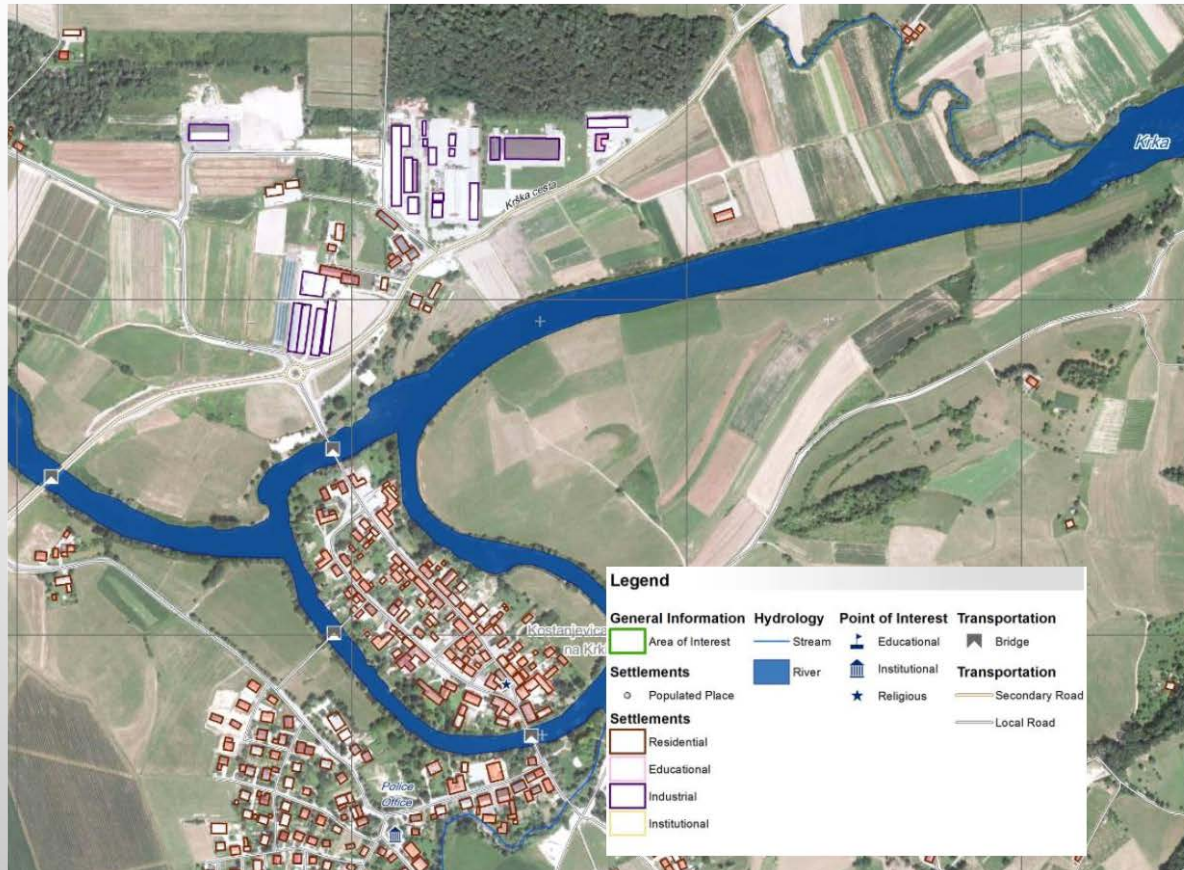 Krka
Krška cesta
Kostanjevica
na Krk
Police
Office
Legend
General Information
Area of Interest
Settlements
Populated Place
Settlements
Residential
Educational
Industrial
Institutional
Hydrology
Stream
River
Point of Interest
Educational
Institutional
Religious
Transportation
Bridge
Transportation
Secondary Road
Local Road